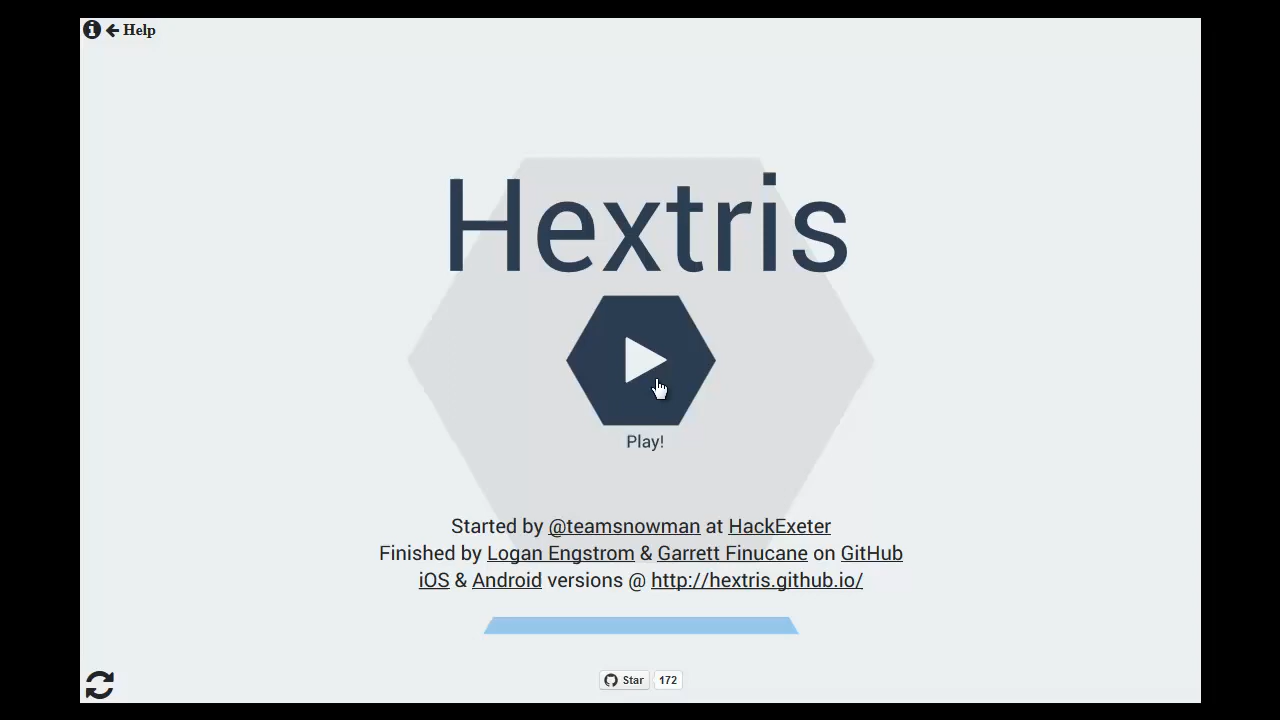 Help
Hextris
Play!
Started by @teamsnowman at HackExeter
Finished by Logan Engstrom & Garrett Finucane on GitHub
iOS & Android versions @ http://hextris.github.io/
Star 172